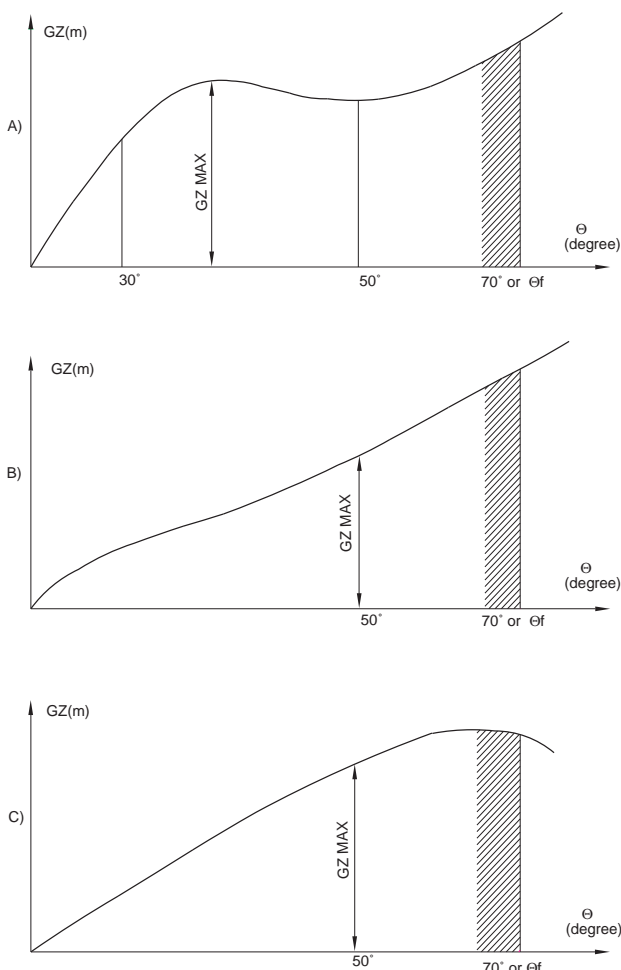 GZ(m)
A)
GZ MAX
Θ
(degree)
30˚
50˚
70˚ or Θf
GZ(m)
B)
GZ MAX
Θ
(degree)
50˚
70˚ or Θf
GZ(m)
C)
GZ MAX
Θ
(degree)
50˚
70˚ or Θf